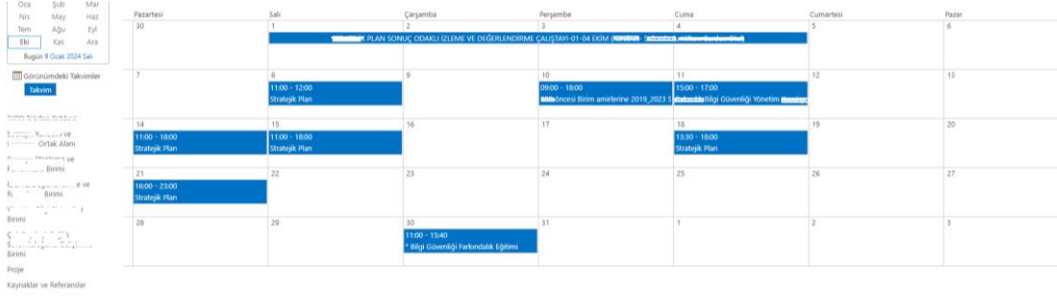 Oca Şub Mar
Nis May Haz
Tem Ağu Eyl
Eki Kas Ara
Bugün 9 Ocak 2024 Salı
Görünümdeki Takvimler
Takvim
ve
Ortak Alanı
ve
Birimi
e ve
Birimi
Birimi
Birimi
Proje
Kaynaklar ve Referanslar
Pazartesi Salı Çarşamba Perşembe Cuma Cumartesi Pazar
30 1 2 3 4 5 6
PLAN SONUÇ ODAKLI İZLEME VE DEĞERLENDİRME ÇALIŞTAYI-01-04 EKİM
7 8 9 10 11 12 13
11:00 - 12:00 09:00 - 18:00 15:00 - 17:00
Stratejik Plan öncesi Birim amirlerine 2019_2023 S Bilgi Güvenliği Yönetim
14 15 16 17 18 19 20
11:00 - 18:00 11:00 - 18:00 13:30 - 18:00
Stratejik Plan Stratejik Plan Stratejik Plan
21 22 23 24 25 26 27
16:00 - 23:00
Stratejik Plan
28 29 30 31 1 2 3
11:00 - 15:40
* Bilgi Güvenliği Farkındalık Eğitimi